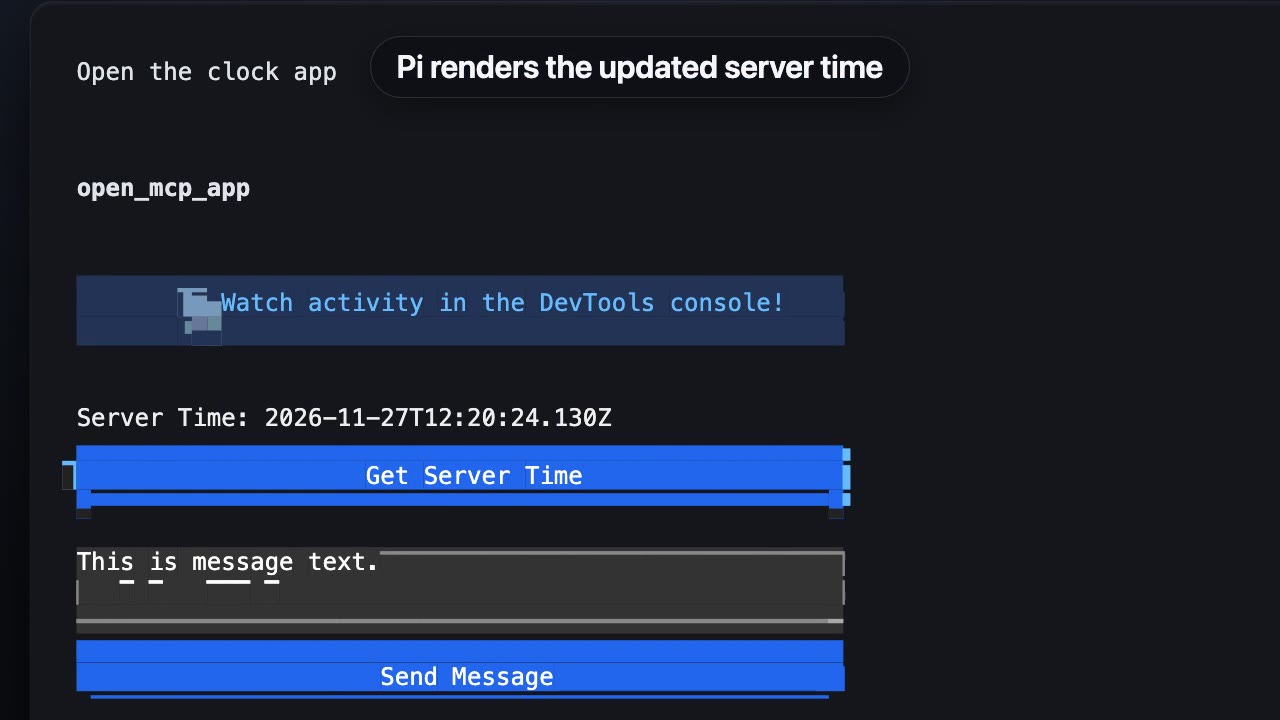 Open the clock app
Pi renders the updated server time
open_mcp_app
Watch activity in the DevTools console!
Server Time: 2026-11-27T12:20:24.130Z
Get Server Time
This is message text.
Send Message